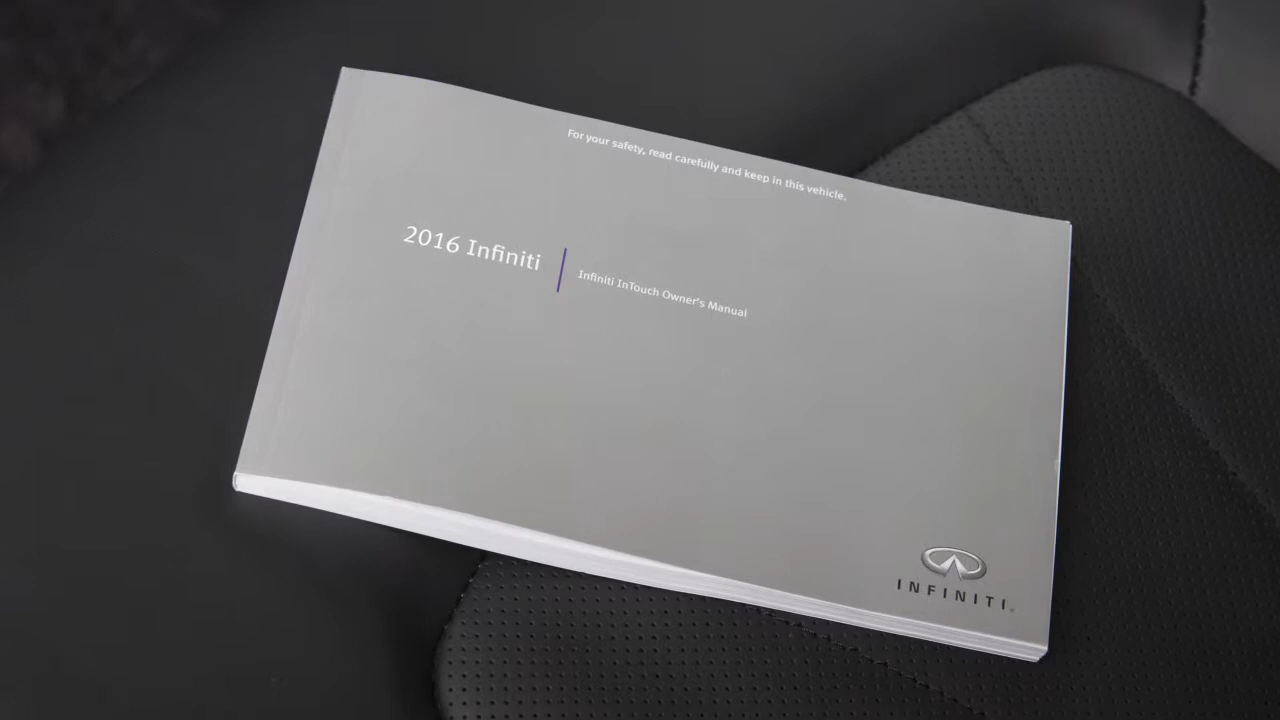 For your safety, read carefully and keep in this vehicle.
2016 Infiniti
Infiniti InTouch Owner's Manual
INFINITI